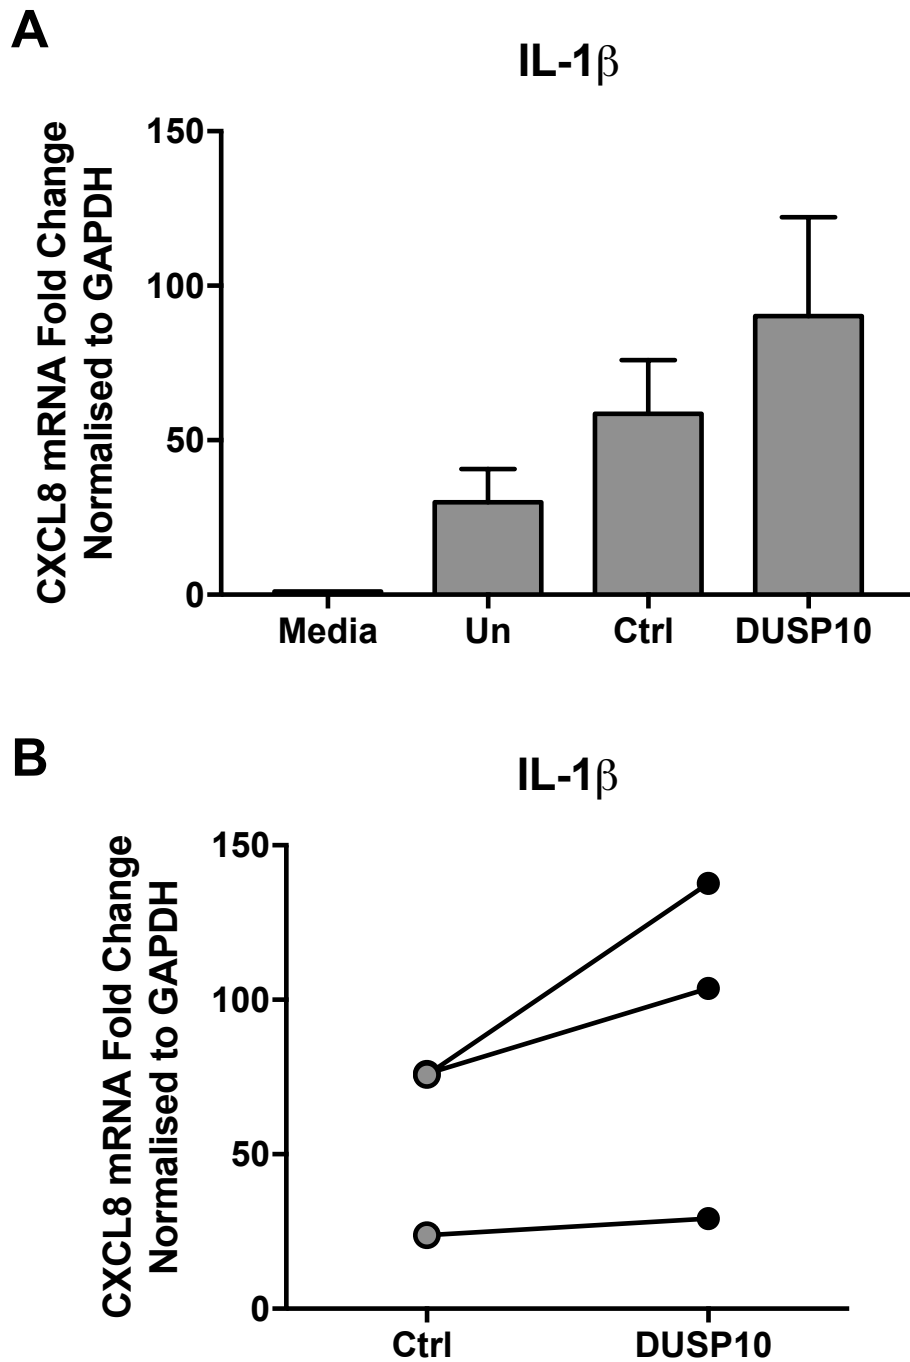 A
IL-1β
CXCL8 mRNA Fold Change
Normalised to GAPDH
150
100
50
0
Media Un Ctrl DUSP10
B
IL-1β
CXCL8 mRNA Fold Change
Normalised to GAPDH
150
100
50
0
Ctrl DUSP10